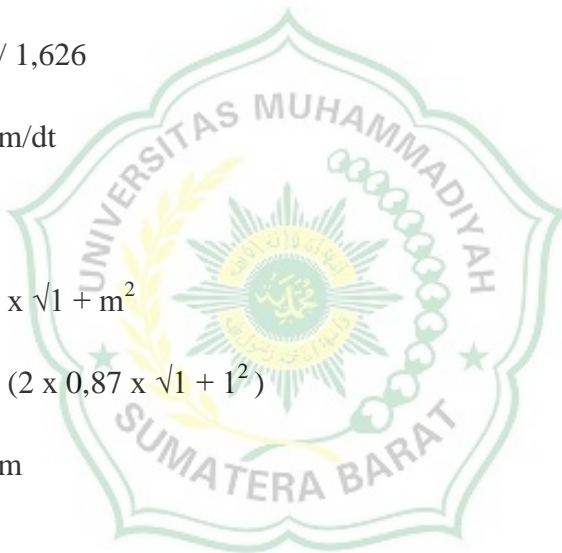 / 1,626
m/dt
x √1 + m²
(2 x 0,87 x √1 + 1²)
m
UNIVERSITAS MUHAMMADIYAH
SUMATERA BARAT